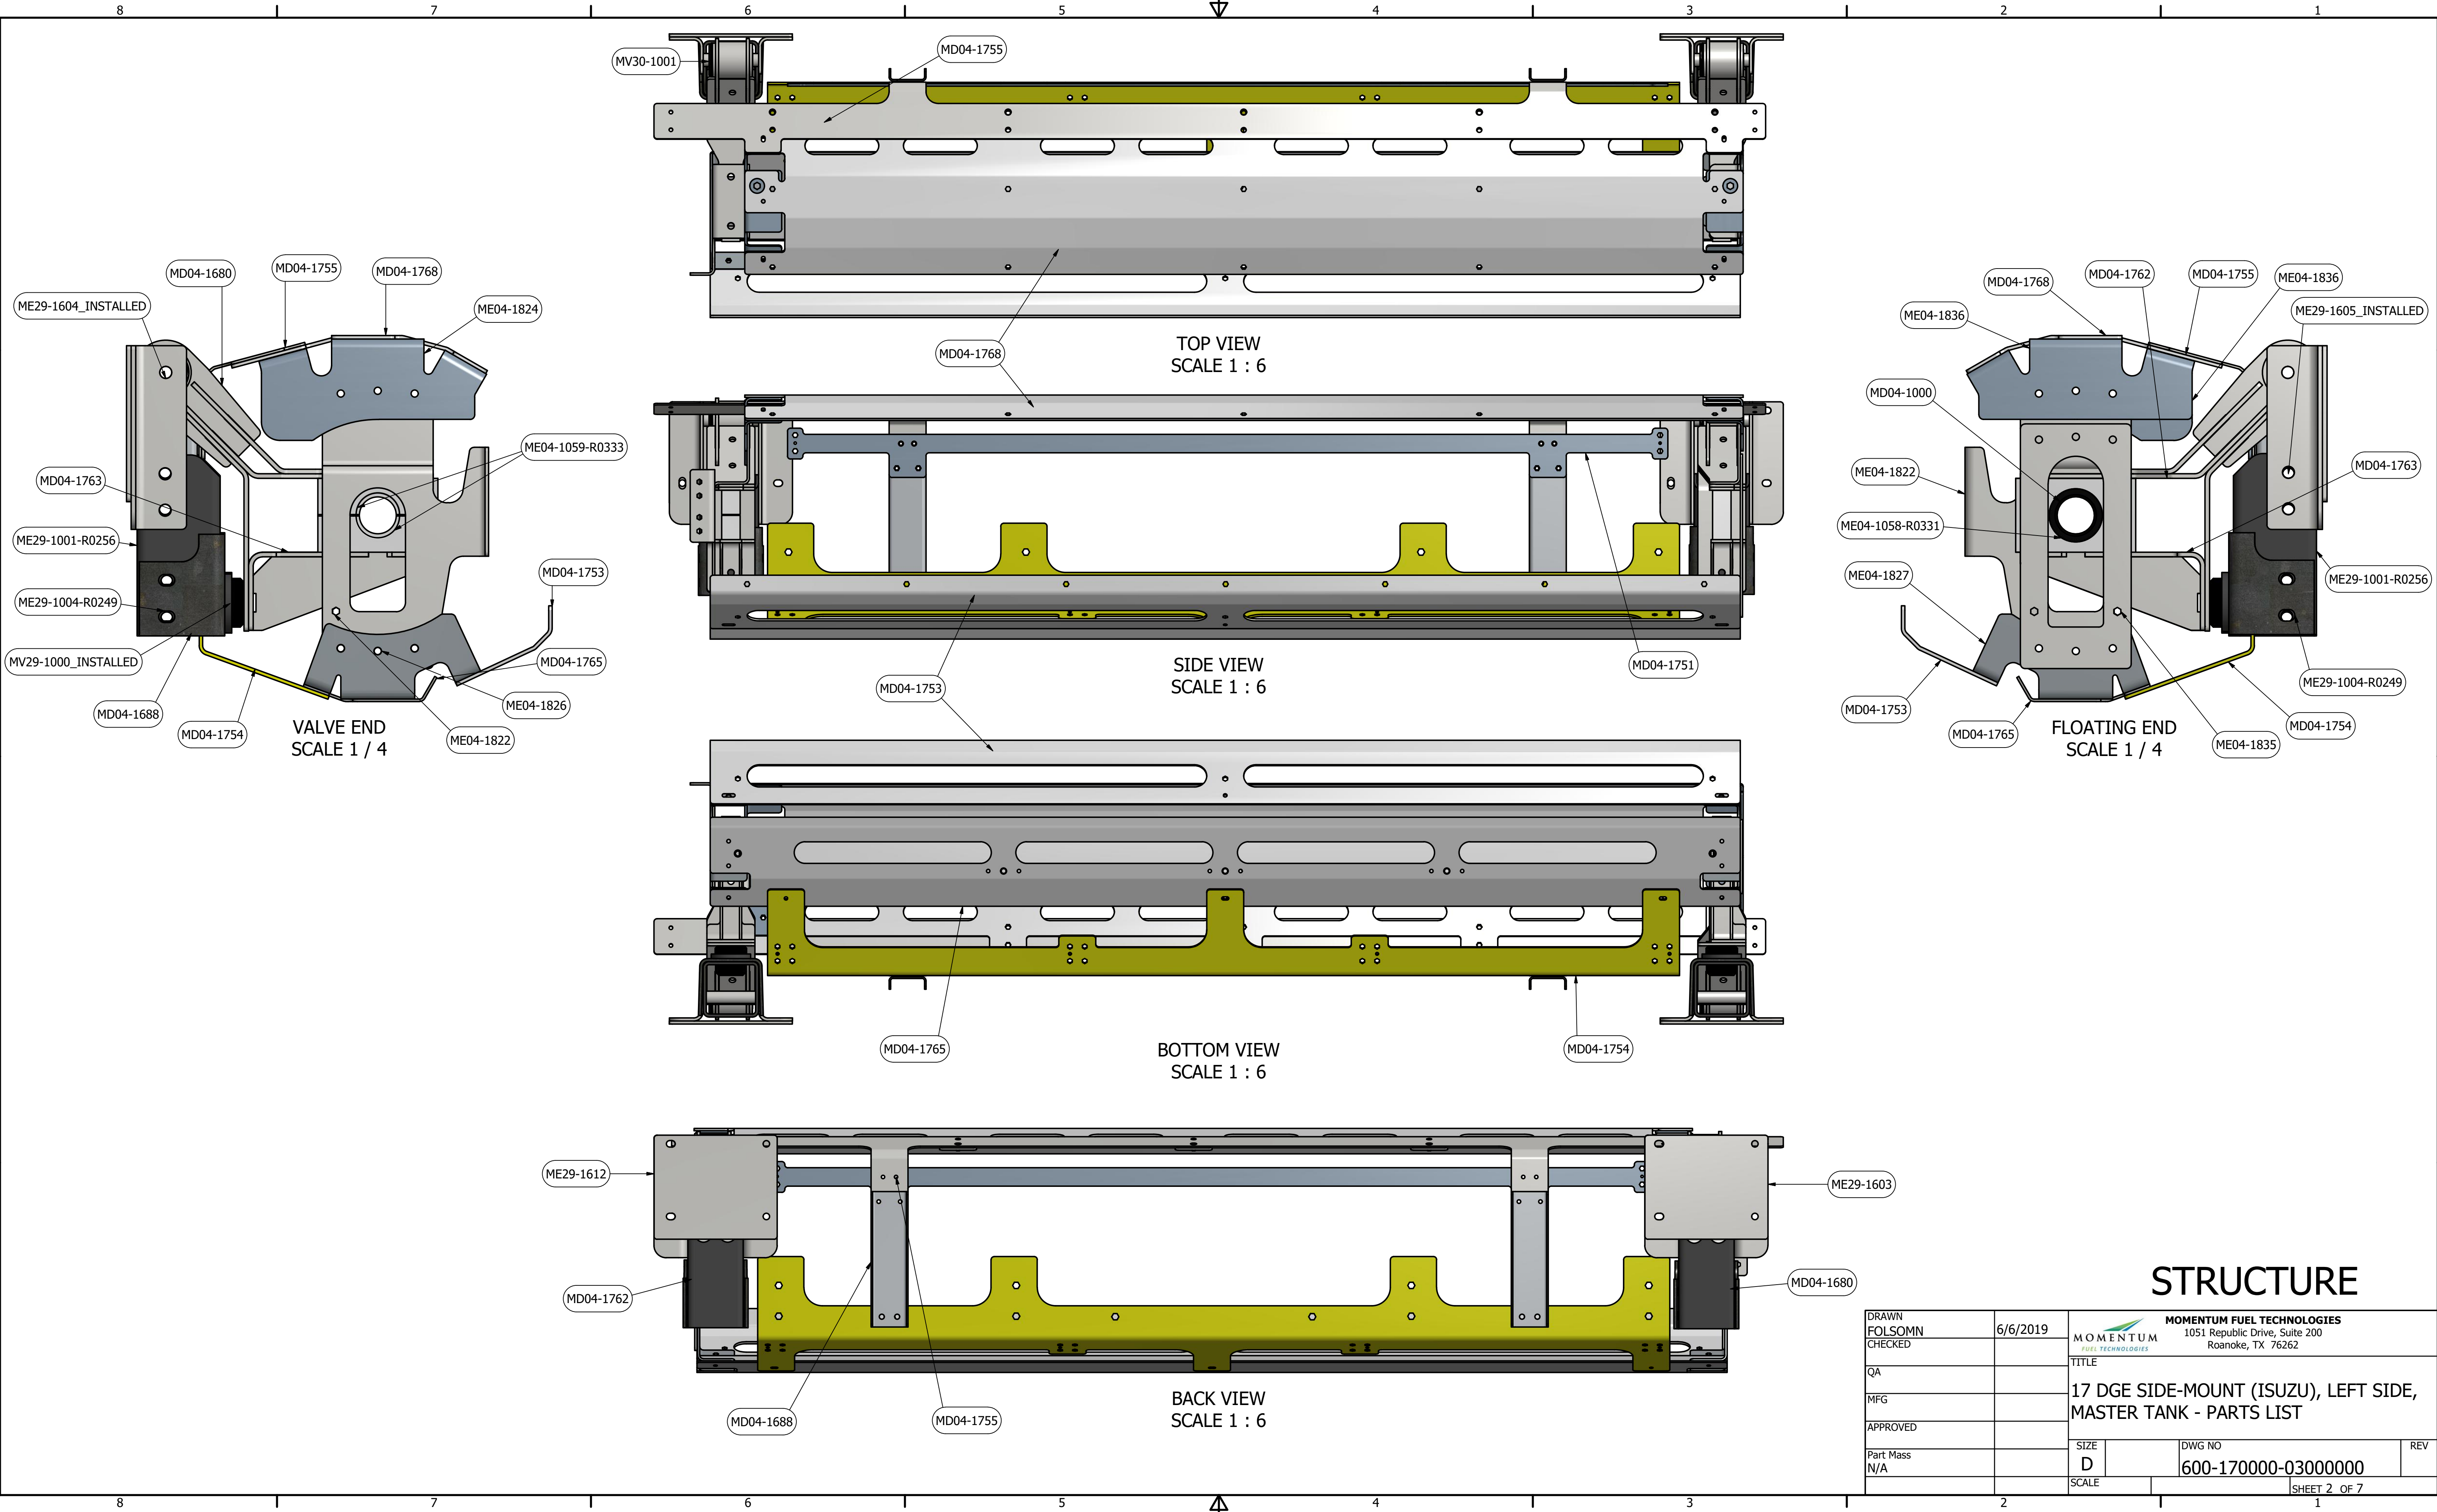 8 7 6 5 4 3 2 1
MV30-1001
MD04-1755
MD04-1768
TOP VIEW
SCALE 1 : 6
MD04-1680
MD04-1755
MD04-1768
ME29-1604_INSTALLED
ME04-1824
ME04-1059-R0333
MD04-1763
ME29-1001-R0256
MD04-1753
ME29-1004-R0249
MV29-1000_INSTALLED
MD04-1765
MD04-1688
ME04-1826
MD04-1754
ME04-1822
VALVE END
SCALE 1 / 4
MD04-1753
MD04-1751
SIDE VIEW
SCALE 1 : 6
MD04-1768
MD04-1762
MD04-1755
ME04-1836
ME04-1836
ME29-1605_INSTALLED
MD04-1000
ME04-1822
MD04-1763
ME04-1058-R0331
ME04-1827
ME29-1001-R0256
ME29-1004-R0249
MD04-1753
MD04-1765
MD04-1754
ME04-1835
FLOATING END
SCALE 1 / 4
MD04-1765
MD04-1754
BOTTOM VIEW
SCALE 1 : 6
ME29-1612
ME29-1603
MD04-1762
MD04-1680
MD04-1688
MD04-1755
BACK VIEW
SCALE 1 : 6
STRUCTURE
DRAWN
FOLSOMN
6/6/2019
CHECKED
QA
MFG
APPROVED
Part Mass
N/A
MOMENTUM
FUEL TECHNOLOGIES
MOMENTUM FUEL TECHNOLOGIES
1051 Republic Drive, Suite 200
Roanoke, TX 76262
TITLE
17 DGE SIDE-MOUNT (ISUZU), LEFT SIDE,
MASTER TANK - PARTS LIST
SIZE
D
DWG NO
600-170000-03000000
REV
SCALE
SHEET 2 OF 7
8 7 6 5 4 3 2 1